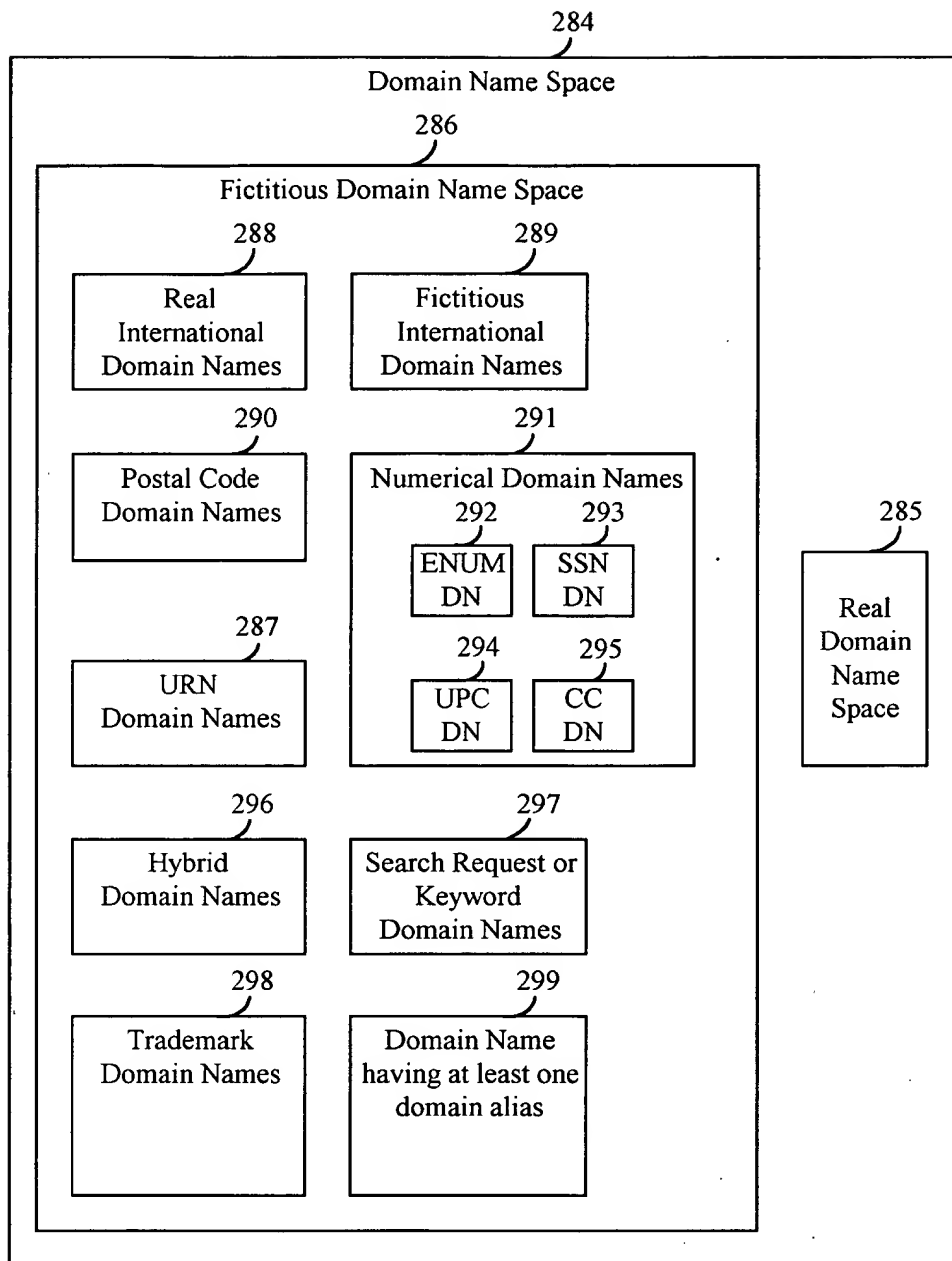 284
Domain Name Space
286
Fictitious Domain Name Space
288
Real
International
Domain Names
289
Fictitious
International
Domain Names
290
Postal Code
Domain Names
291
Numerical Domain Names
292
ENUM
DN
293
SSN
DN
294
UPC
DN
295
CC
DN
285
Real
Domain
Name
Space
287
URN
Domain Names
296
Hybrid
Domain Names
297
Search Request or
Keyword
Domain Names
298
Trademark
Domain Names
299
Domain Name
having at least one
domain alias